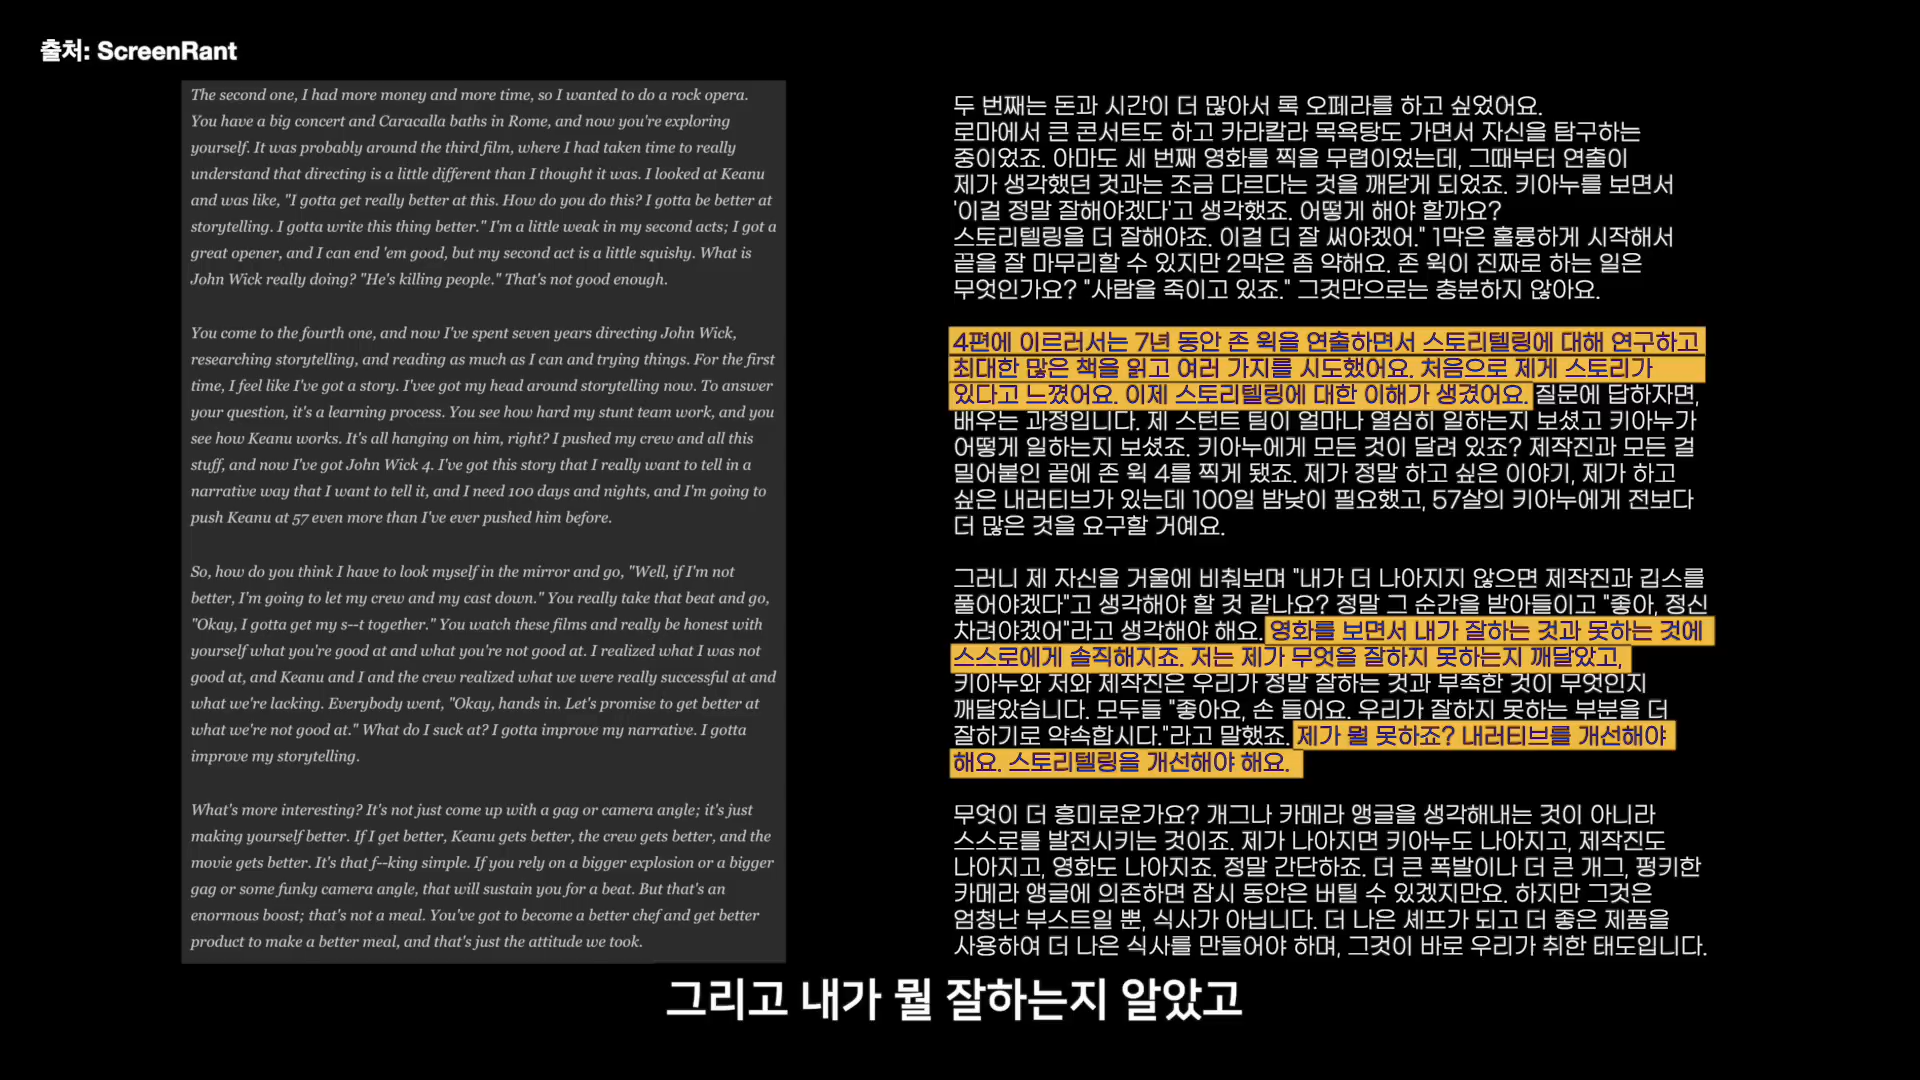 출처: ScreenRant
The second one, I had more money and more time, so I wanted to do a rock opera.
You have a big concert and Caracalla baths in Rome, and now you're exploring
yourself. It was probably around the third film, where I had taken time to really
understand that directing is a little different than I thought it was. I looked at Keanu
and was like, "I gotta get really better at this. How do you do this? I gotta be better at
storytelling. I gotta write this thing better." I'm a little weak in my second acts; I got a
great opener, and I can end 'em good, but my second act is a little squishy. What is
John Wick really doing? "He's killing people." That's not good enough.
You come to the fourth one, and now I've spent seven years directing John Wick,
researching storytelling, and reading as much as I can and trying things. For the first
time, I feel like I've got a story. I'vee got my head around storytelling now. To answer
your question, it's a learning process. You see how hard my stunt team work, and you
see how Keanu works. It's all hanging on him, right? I pushed my crew and all this
stuff, and now I've got John Wick 4. I've got this story that I really want to tell in a
narrative way that I want to tell it, and I need 100 days and nights, and I'm going to
push Keanu at 57 even more than I've ever pushed him before.
So, how do you think I have to look myself in the mirror and go, "Well, if I'm not
better, I'm going to let my crew and my cast down." You really take that beat and go,
"Okay, I gotta get my s--t together." You watch these films and really be honest with
yourself what you're good at and what you're not good at. I realized what I was not
good at, and Keanu and I and the crew realized what we were really successful at and
what we're lacking. Everybody went, "Okay, hands in. Let's promise to get better at
what we're not good at." What do I suck at? I gotta improve my narrative. I gotta
improve my storytelling.
What's more interesting? It's not just come up with a gag or camera angle; it's just
making yourself better. If I get better, Keanu gets better, the crew gets better, and the
movie gets better. It's that f--king simple. If you rely on a bigger explosion or a bigger
gag or some funky camera angle, that will sustain you for a beat. But that's an
enormous boost; that's not a meal. You've got to become a better chef and get better
product to make a better meal, and that's just the attitude we took.
두 번째는 돈과 시간이 더 많아서 록 오페라를 하고 싶었어요.
로마에서 큰 콘서트도 하고 카라칼라 목욕탕도 가면서 자신을 탐구하는
중이었죠. 아마도 세 번째 영화를 찍을 무렵이었는데, 그때부터 연출이
제가 생각했던 것과는 조금 다르다는 것을 깨닫게 되었죠. 키아누를 보면서
'이걸 정말 잘해야겠다'고 생각했죠. 어떻게 해야 할까요?
스토리텔링을 더 잘해야죠. 이걸 더 잘 써야겠어." 1막은 훌륭하게 시작해서
끝을 잘 마무리할 수 있지만 2막은 좀 약해요. 존 윅이 진짜로 하는 일은
무엇인가요? "사람을 죽이고 있죠." 그것만으로는 충분하지 않아요.
4편에 이르러서는 7년 동안 존 윅을 연출하면서 스토리텔링에 대해 연구하고
최대한 많은 책을 읽고 여러 가지를 시도했어요. 처음으로 제게 스토리가
있다고 느꼈어요. 이제 스토리텔링에 대한 이해가 생겼어요. 질문에 답하자면,
배우는 과정입니다. 제 스턴트 팀이 얼마나 열심히 일하는지 보셨고 키아누가
어떻게 일하는지 보셨죠. 키아누에게 모든 것이 달려 있죠? 제작진과 모든 걸
밀어붙인 끝에 존 윅 4를 찍게 됐죠. 제가 정말 하고 싶은 이야기, 제가 하고
싶은 내러티브가 있는데 100일 밤낮이 필요했고, 57살의 키아누에게 전보다
더 많은 것을 요구할 거예요.
그러니 제 자신을 거울에 비춰보며 "내가 더 나아지지 않으면 제작진과 깁스를
풀어야겠다"고 생각해야 할 것 같나요? 정말 그 순간을 받아들이고 "좋아, 정신
차려야겠어"라고 생각해야 해요. 영화를 보면서 내가 잘하는 것과 못하는 것에
스스로에게 솔직해지죠. 저는 제가 무엇을 잘하지 못하는지 깨달았고,
키아누와 저와 제작진은 우리가 정말 잘하는 것과 부족한 것이 무엇인지
깨달았습니다. 모두들 "좋아요, 손 들어요. 우리가 잘하지 못하는 부분을 더
잘하기로 약속합시다."라고 말했죠. 제가 뭘 못하죠? 내러티브를 개선해야
해요. 스토리텔링을 개선해야 해요.
무엇이 더 흥미로운가요? 개그나 카메라 앵글을 생각해내는 것이 아니라
스스로를 발전시키는 것이죠. 제가 나아지면 키아누도 나아지고, 제작진도
나아지고, 영화도 나아지죠. 정말 간단하죠. 더 큰 폭발이나 더 큰 개그, 펑키한
카메라 앵글에 의존하면 잠시 동안은 버틸 수 있겠지만요. 하지만 그것은
엄청난 부스트일 뿐, 식사가 아닙니다. 더 나은 셰프가 되고 더 좋은 제품을
사용하여 더 나은 식사를 만들어야 하며, 그것이 바로 우리가 취한 태도입니다.
그리고 내가 뭘 잘하는지 알았고